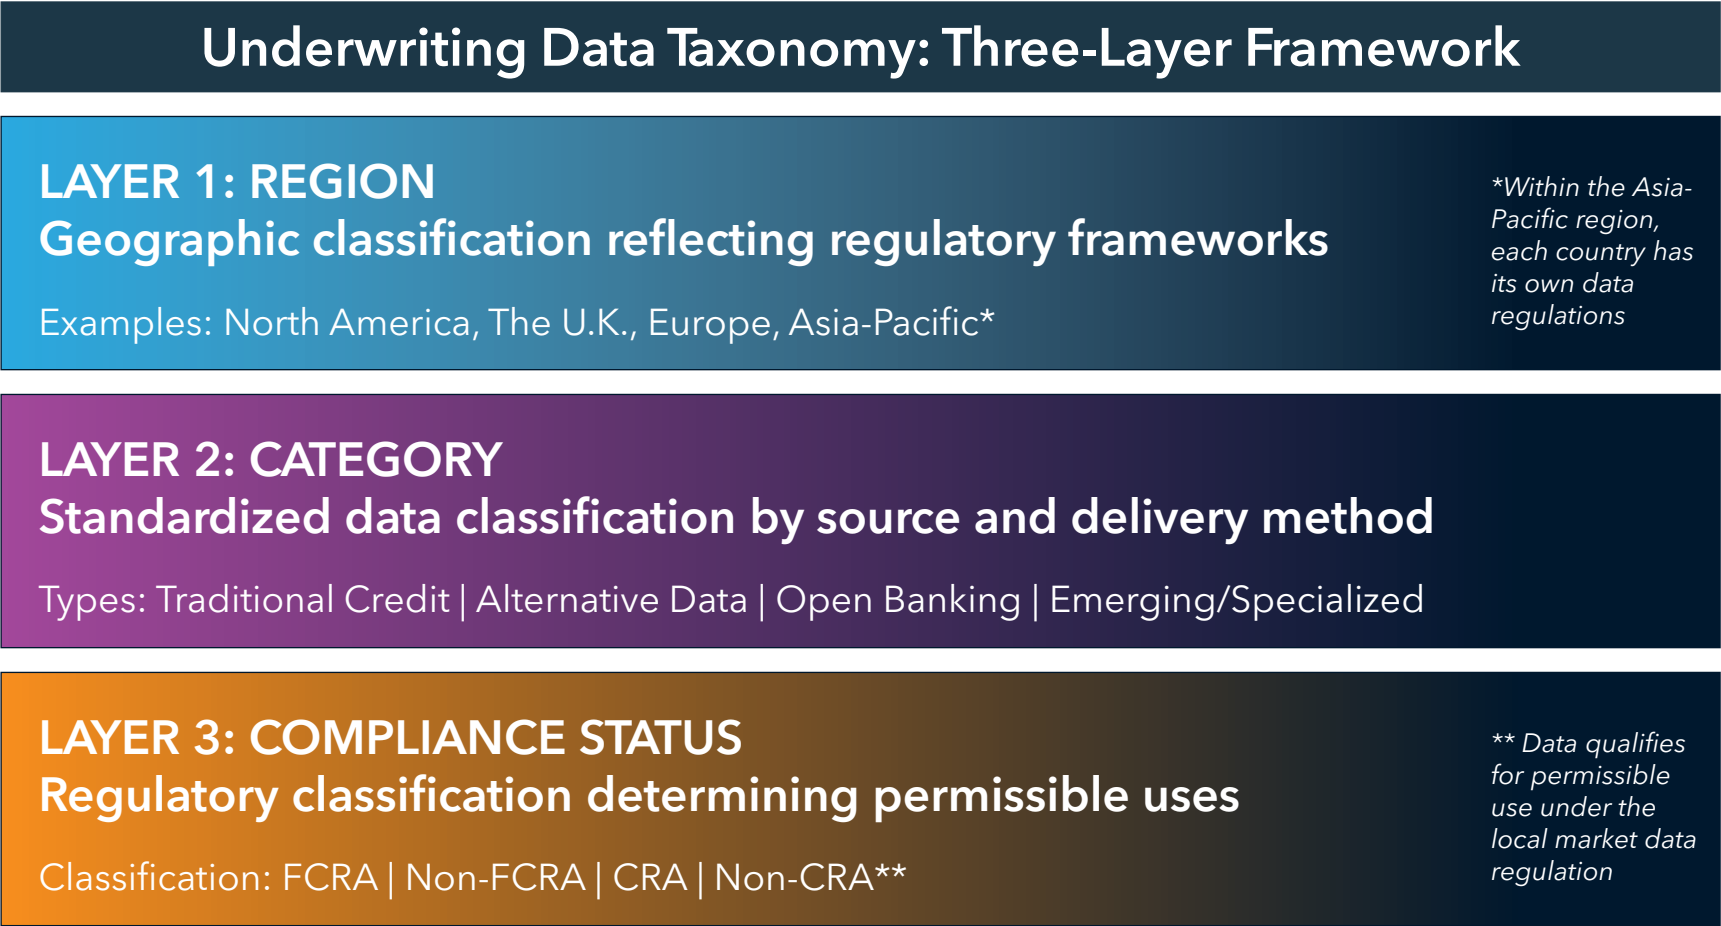 Underwriting Data Taxonomy: Three-Layer Framework
LAYER 1: REGION
Geographic classification reflecting regulatory frameworks
Examples: North America, The U.K., Europe, Asia-Pacific*
*Within the Asia-
Pacific region,
each country has
its own data
regulations
LAYER 2: CATEGORY
Standardized data classification by source and delivery method
Types: Traditional Credit | Alternative Data | Open Banking | Emerging/Specialized
LAYER 3: COMPLIANCE STATUS
Regulatory classification determining permissible uses
Classification: FCRA | Non-FCRA | CRA | Non-CRA**
** Data qualifies
for permissible
use under the
local market data
regulation